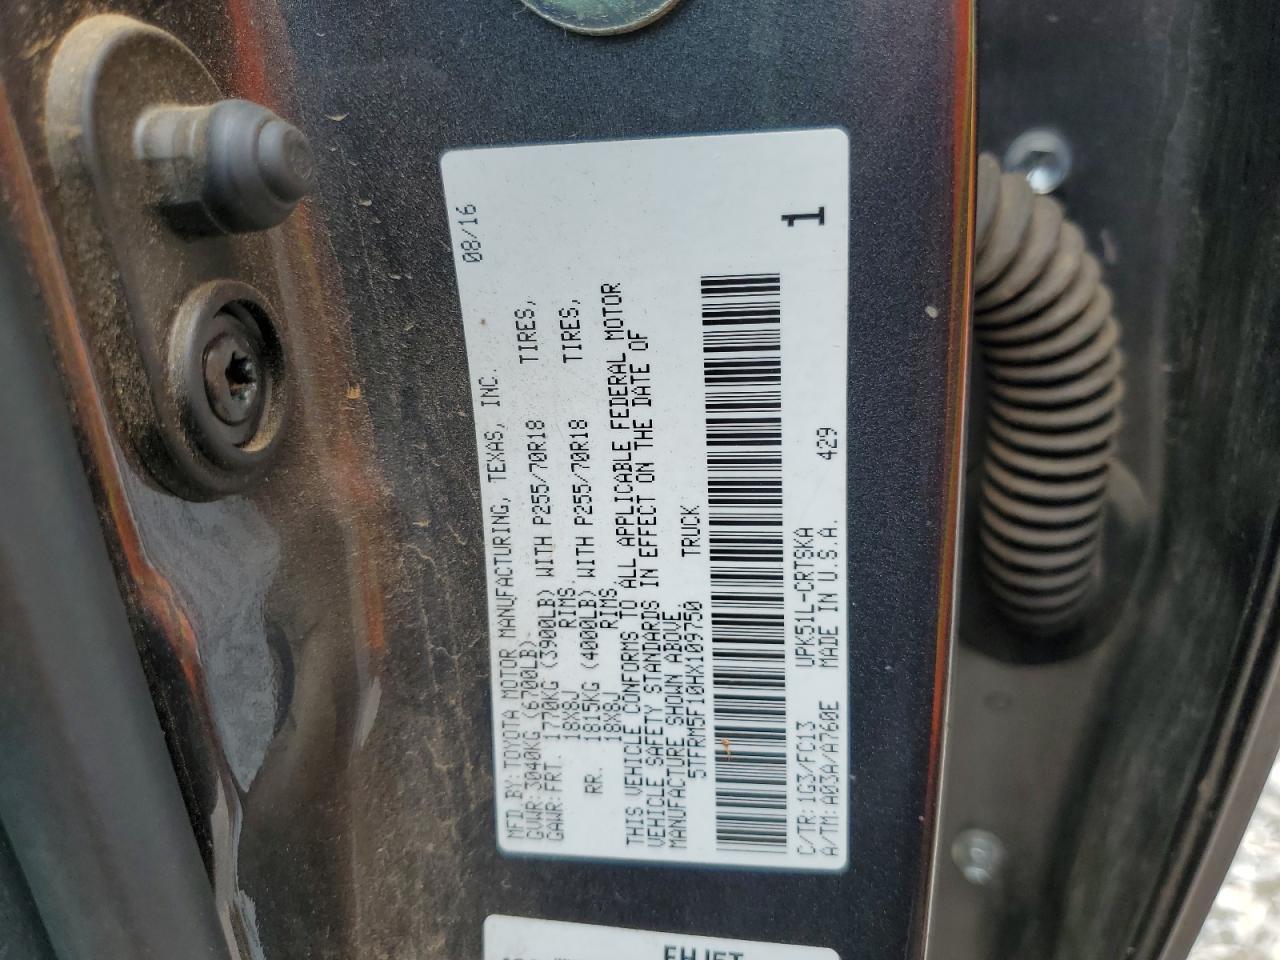 MFD.BY:TOYOTA MOTOR MANUFACTURING, TEXAS, INC. 08/16
GVWR:3040KG(6700LB)
GAWR:FRT. 1770KG(3900LB) WITH P255/70R18 TIRES,
18X8J RIMS,
RR. 1815KG (4000LB) WITH P255/70R18 TIRES,
18X8J RIMS,
THIS VEHICLE CONFORMS TO ALL APPLICABLE FEDERAL MOTOR
VEHICLE SAFETY STANDARDS IN EFFECT ON THE DATE OF
MANUFACTURE SHOWN ABOVE
5TFRM5F10HX109750 TRUCK
C/TR:1G3/FC13 UPK51L-CRTSKA
A/TM:A03A/A760E MADE IN U.S.A. 429
1